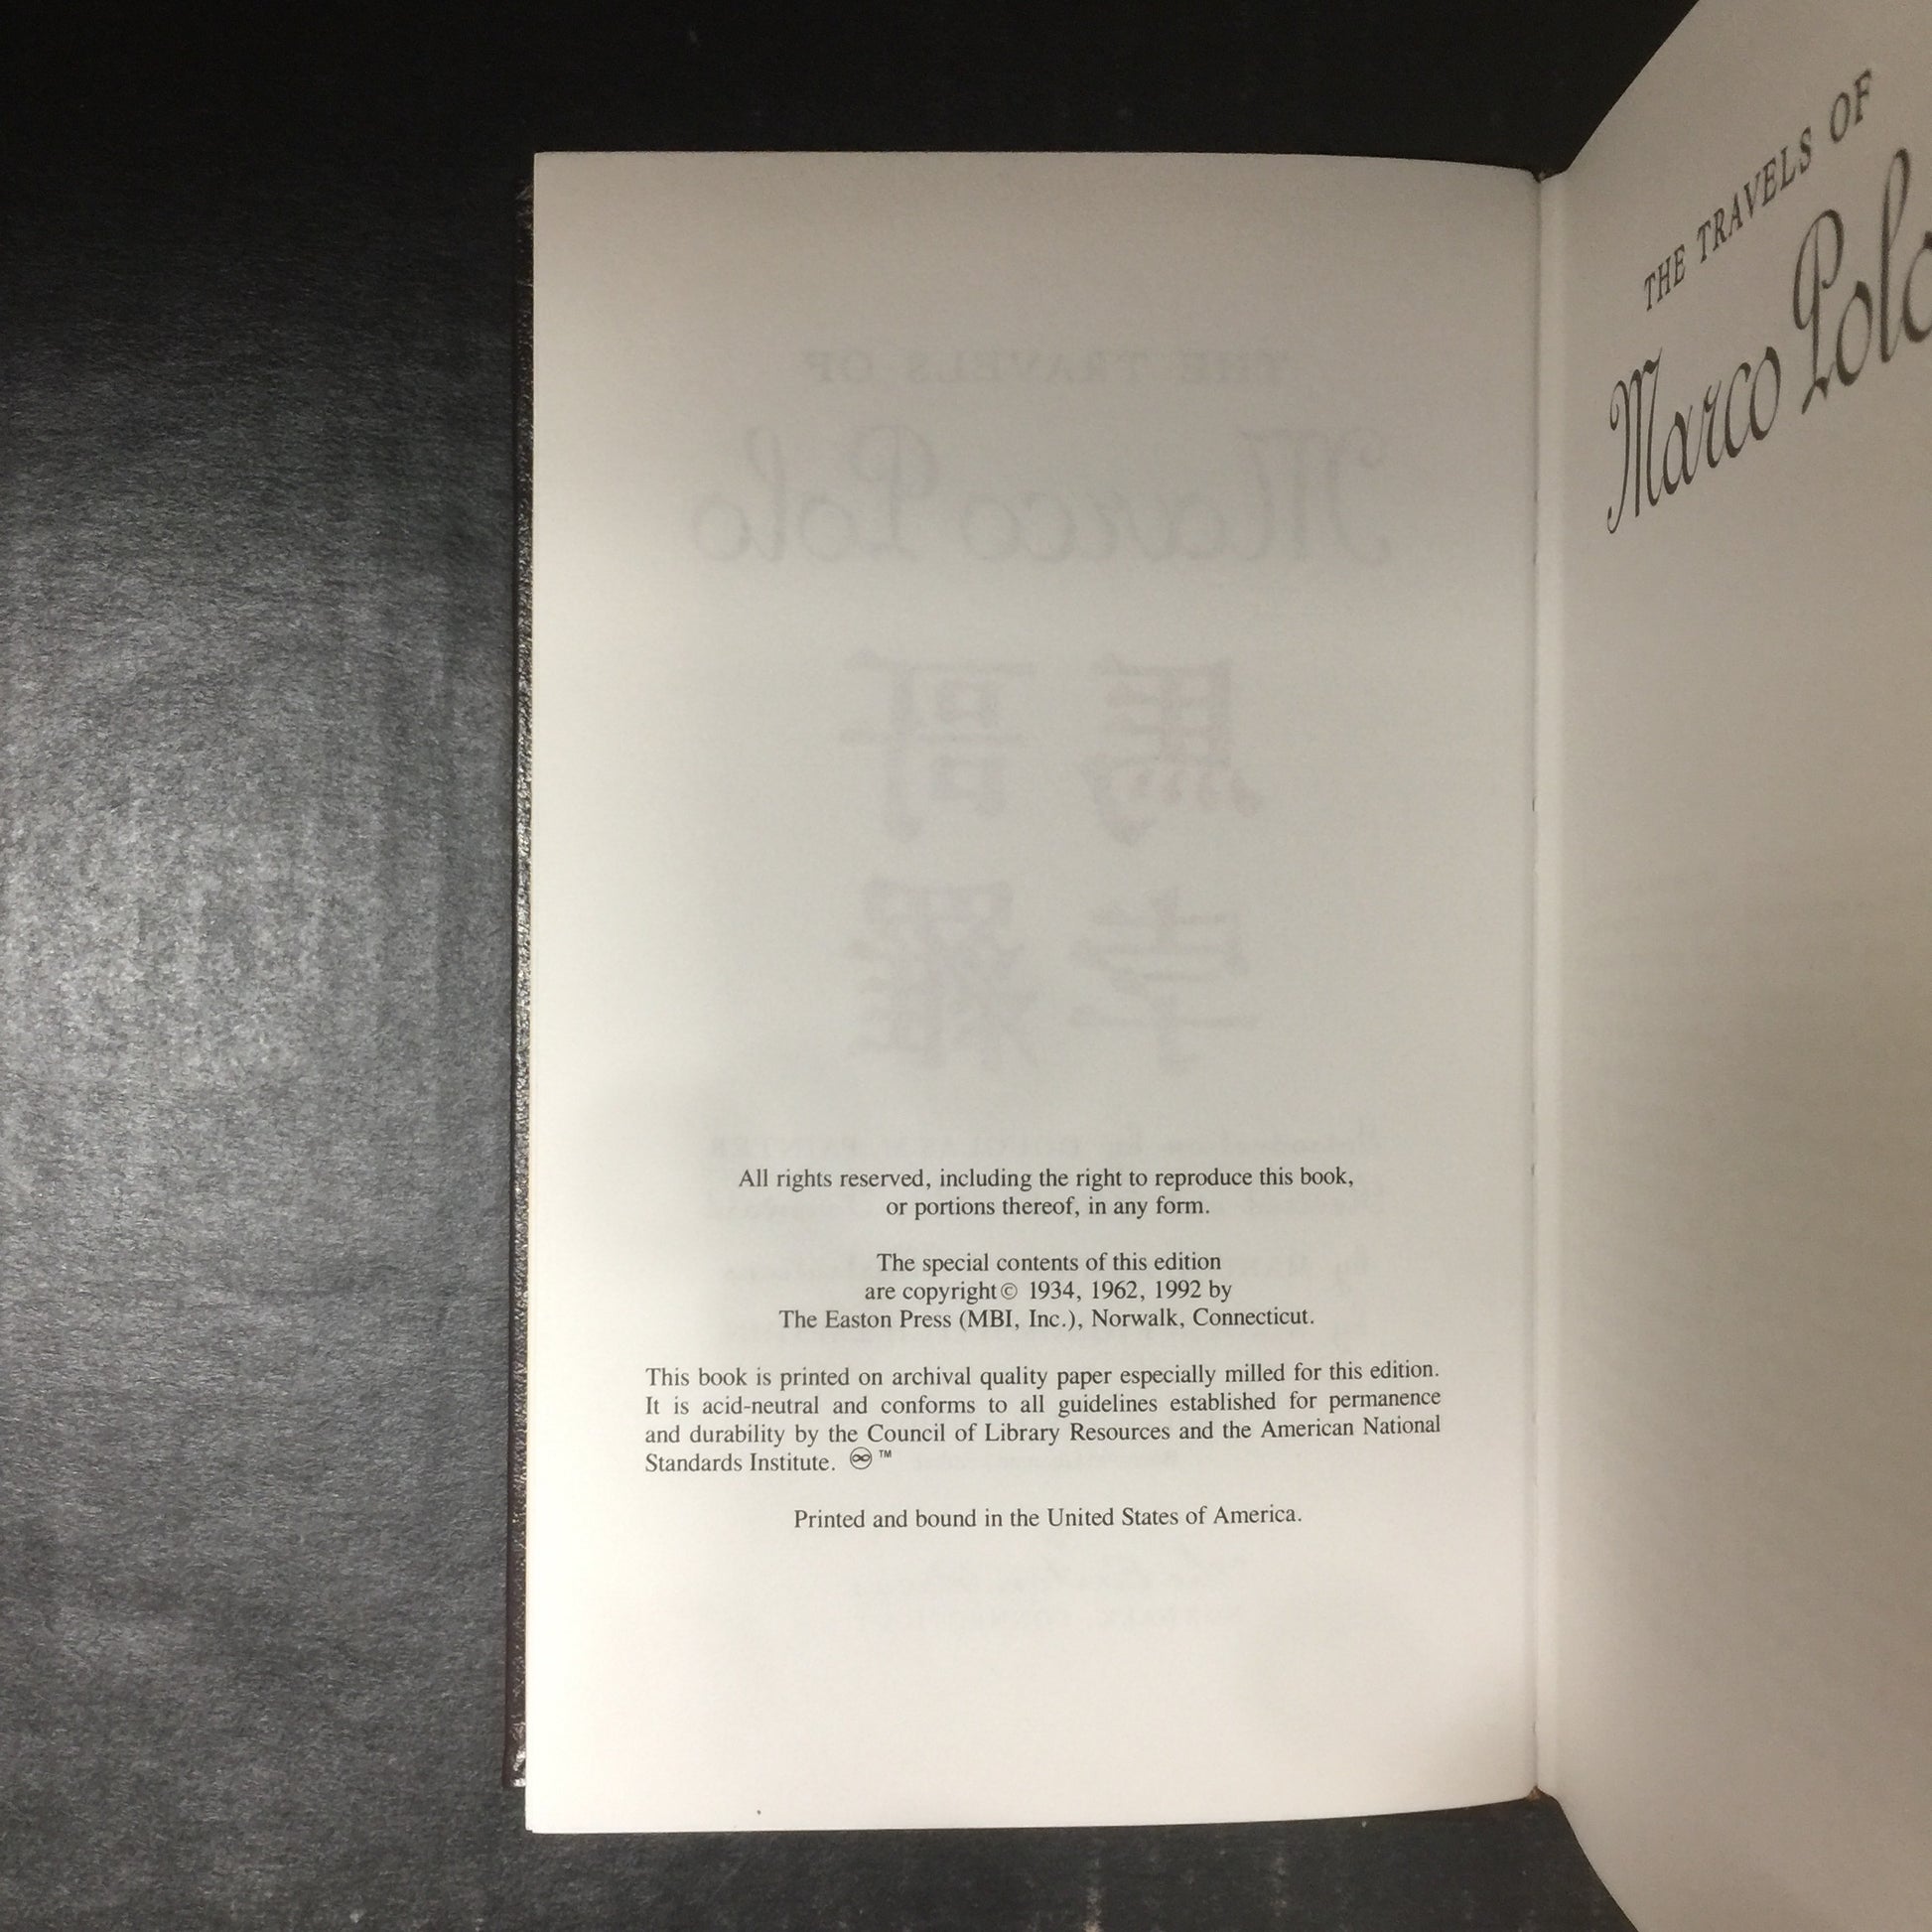 All rights reserved, including the right to reproduce this book,
or portions thereof, in any form.
The special contents of this edition
are copyright© 1934, 1962, 1992 by
The Easton Press (MBI, Inc.), Norwalk, Connecticut.
This book is printed on archival quality paper especially milled for this edition.
It is acid-neutral and conforms to all guidelines established for permanence
and durability by the Council of Library Resources and the American National
Standards Institute. ♾ ™
Printed and bound in the United States of America.
THE TRAVELS OF
Marco Polo